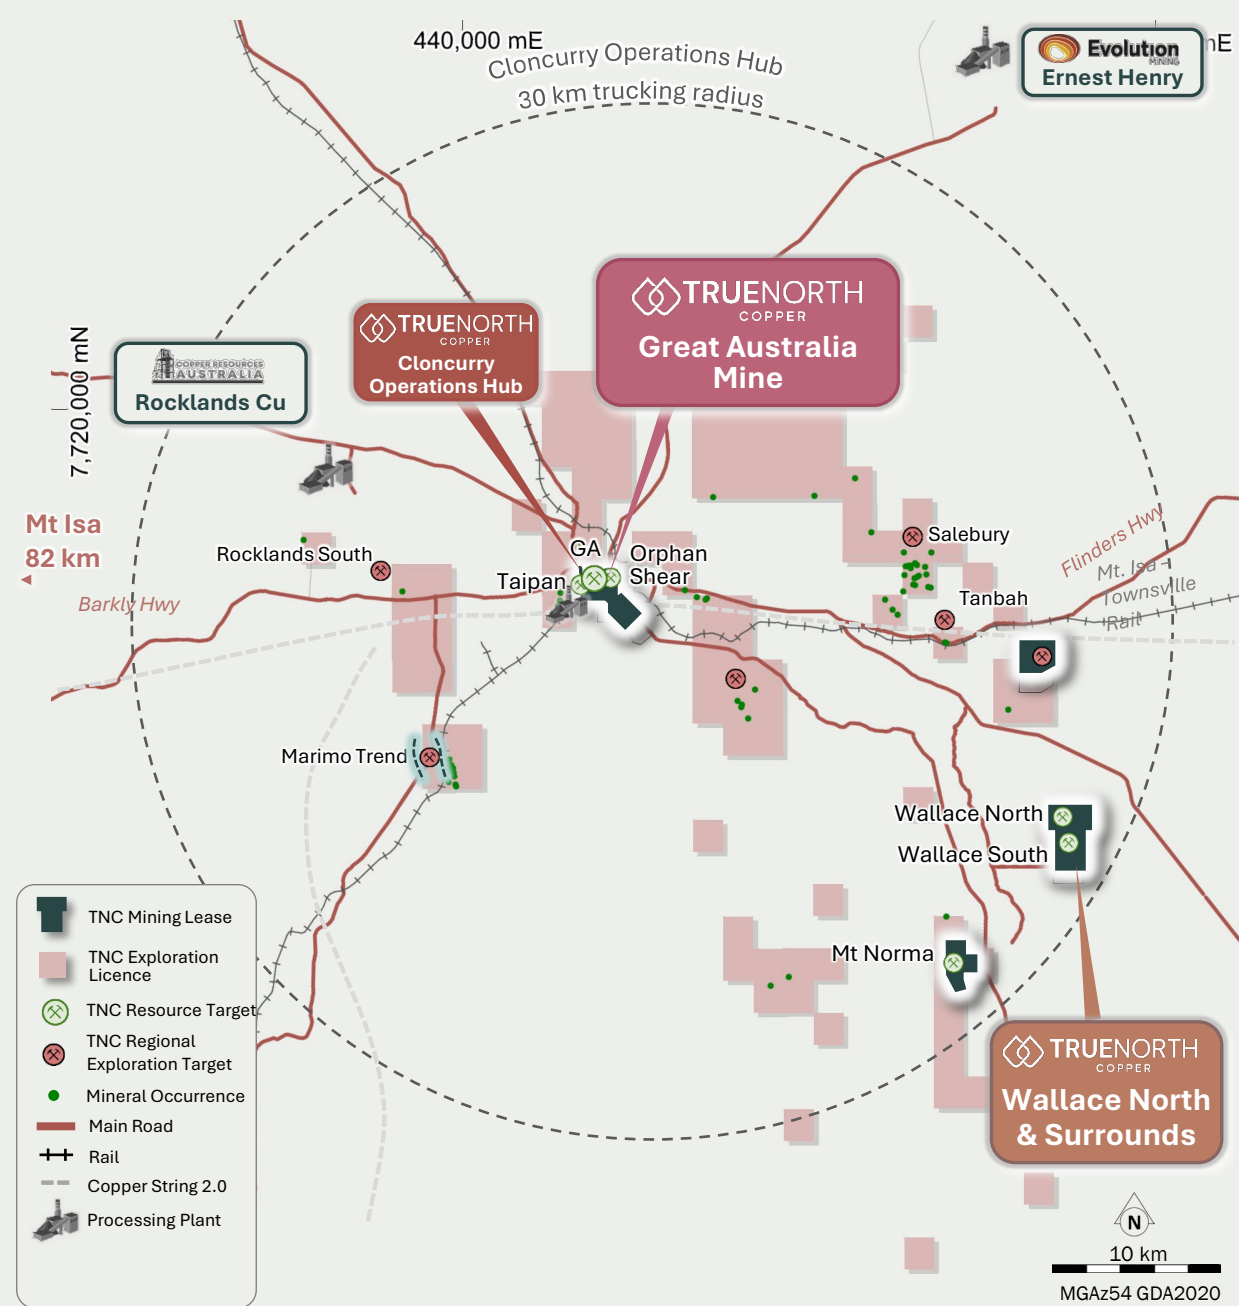 440,000 mE
mE
Cloncurry Operations Hub
30 km trucking radius
Evolution
MINING
Ernest Henry
7,720,000 mN
COPPER RESOURCES
AUSTRALIA
Rocklands Cu
TRUENORTH
COPPER
Cloncurry
Operations Hub
TRUENORTH
COPPER
Great Australia
Mine
Mt Isa
82 km
Barkly Hwy
Rocklands South
GA
Taipan
Orphan
Shear
Salebury
Tanbah
Flinders Hwy
Mt. Isa -
Townsville
Rail
Marimo Trend
Wallace North
Wallace South
Mt Norma
TRUENORTH
COPPER
Wallace North
& Surrounds
TNC Mining Lease
TNC Exploration
Licence
TNC Resource Target
TNC Regional
Exploration Target
Mineral Occurrence
Main Road
Rail
Copper String 2.0
Processing Plant
N
10 km
MGAz54 GDA2020